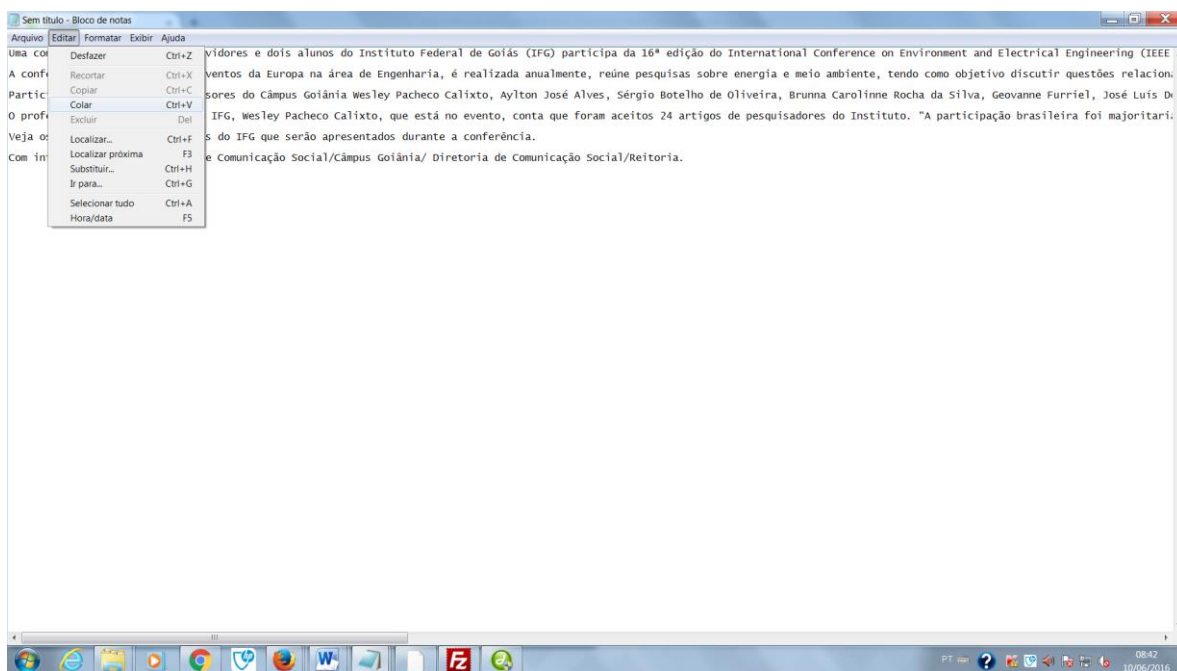 Sem título - Bloco de notas
Arquivo Editar Formatar Exibir Ajuda
Desfazer Ctrl+Z
Recortar Ctrl+X
Copiar Ctrl+C
Colar Ctrl+V
Excluir Del
Localizar... Ctrl+F
Localizar próxima F3
Substituir... Ctrl+H
Ir para... Ctrl+G
Selecionar tudo Ctrl+A
Hora/data F5
Uma vidores e dois alunos do Instituto Federal de Goiás (IFG) participa da 16ª edição do International Conference on Environment and Electrical Engineering (IEEE
A ventos da Europa na área de Engenharia, é realizada anualmente, reúne pesquisas sobre energia e meio ambiente, tendo como objetivo discutir questões
sores do Câmpus Goiânia Wesley Pacheco Calixto, Aylton José Alves, Sérgio Botelho de Oliveira, Brunna Carolinne Rocha da Silva, Geovanne Furriel, José Luís
O IFG, Wesley Pacheco Calixto, que está no evento, conta que foram aceitos 24 artigos de pesquisadores do Instituto. "A participação brasileira foi
Veja s do IFG que serão apresentados durante a conferência.
Com e Comunicação Social/Câmpus Goiânia/ Diretoria de Comunicação Social/Reitoria.
PT
08:42
10/06/2016